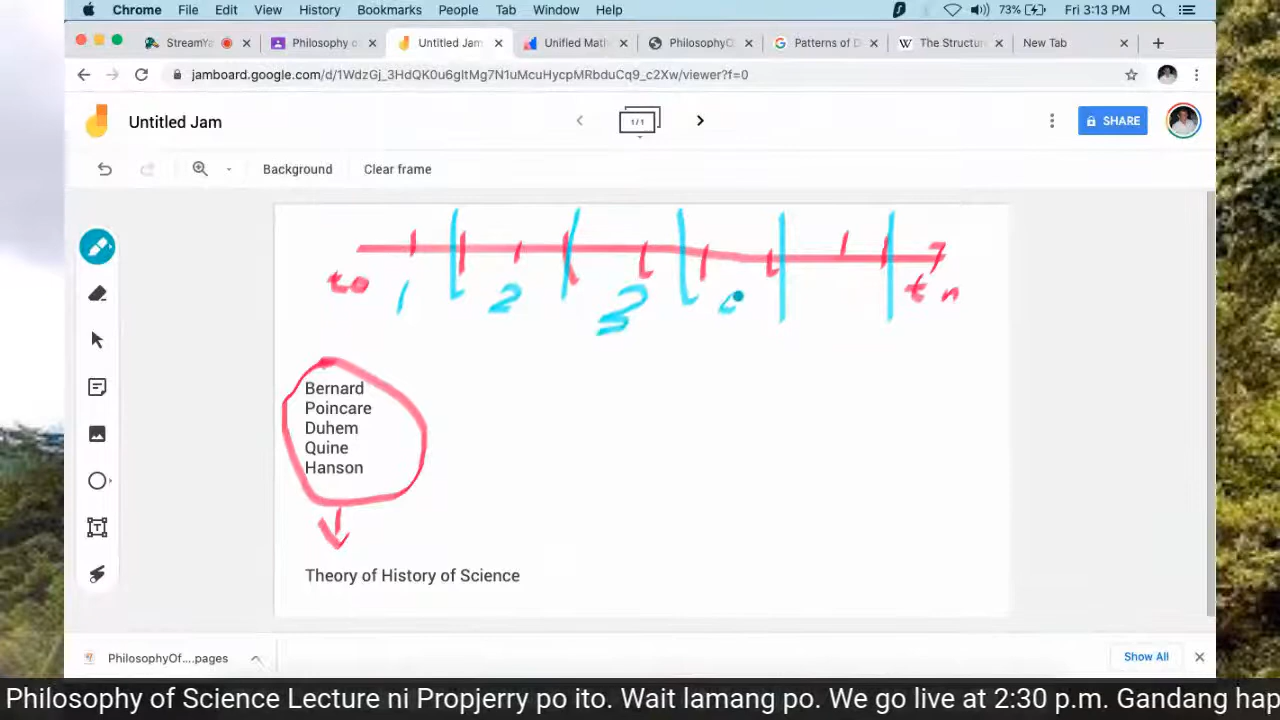 Chrome File Edit View History Bookmarks People Tab Window Help 73% Fri 3:13 PM
StreamYa Philosophy of Untitled Jam Unified Math PhilosophyO Patterns of D The Structure New Tab
jamboard.google.com/d/1WdzGj_3HdQK0u6gltMg7N1uMcuHycpMRbduCq9_c2Xw/viewer?f=0
Untitled Jam 1/1 SHARE
Background Clear frame
to 1 2 3 tn
Bernard
Poincare
Duhem
Quine
Hanson
Theory of History of Science
PhilosophyOf....pages Show All
Philosophy of Science Lecture ni Propjerry po ito. Wait lamang po. We go live at 2:30 p.m. Gandang hap